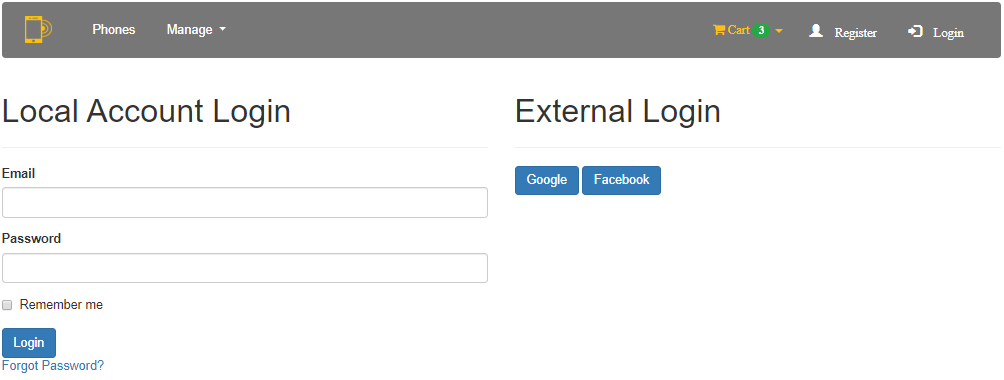 Phones Manage Cart 3 Register Login
Local Account Login
External Login
Email
Google Facebook
Password
Remember me
Login
Forgot Password?